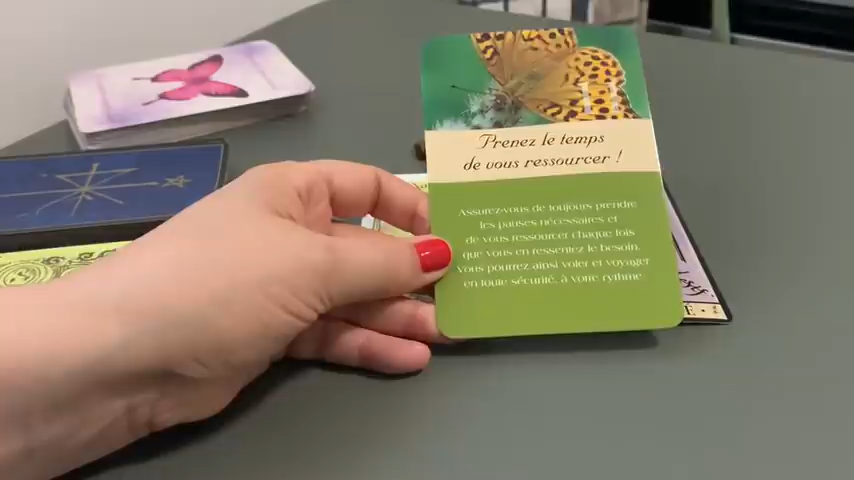 Prenez le temps
de vous ressourcer !
Assurez-vous de toujours prendre
les pauses nécessaires et
de vous ressourcer chaque fois
que vous en ressentez le besoin.
Vous pourrez ainsi voler et voyager
en toute sécurité, à votre rythme